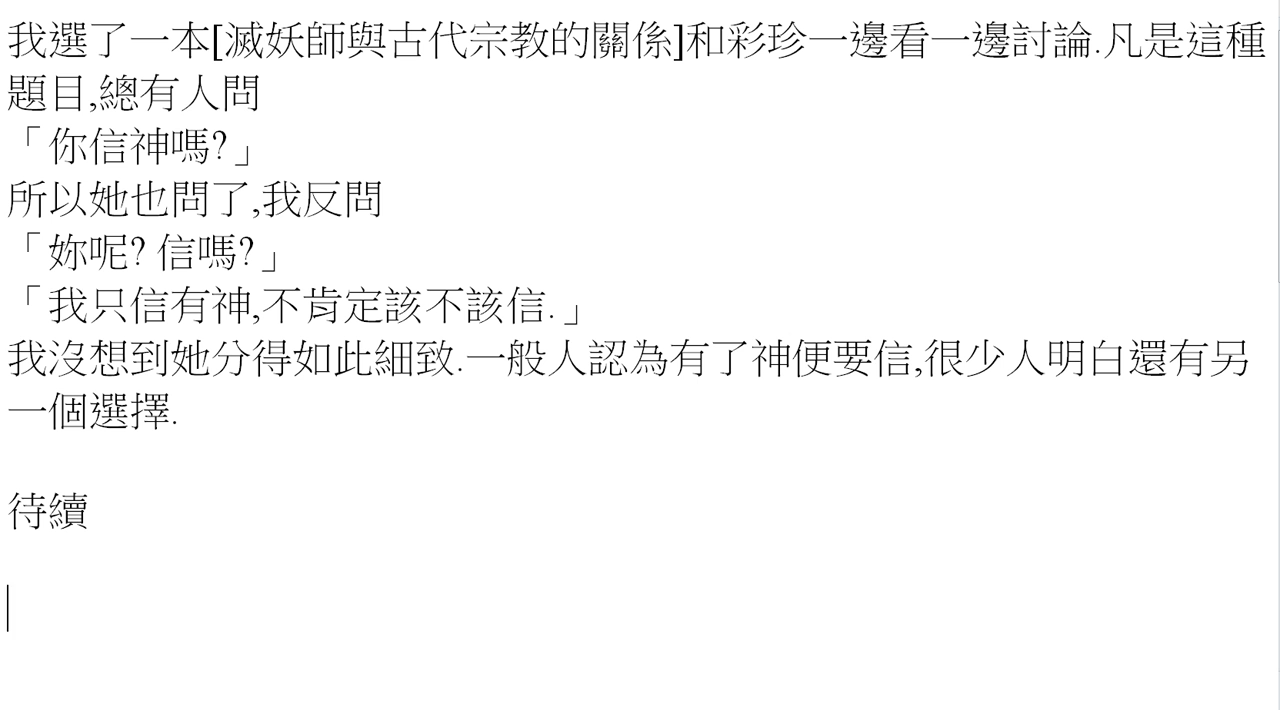 我選了一本[滅妖師與古代宗教的關係]和彩珍一邊看一邊討論.凡是這種
題目,總有人問
「你信神嗎?」
所以她也問了,我反問
「妳呢? 信嗎?」
「我只信有神,不肯定該不該信.」
我沒想到她分得如此細致.一般人認為有了神便要信,很少人明白還有另
一個選擇.
待續